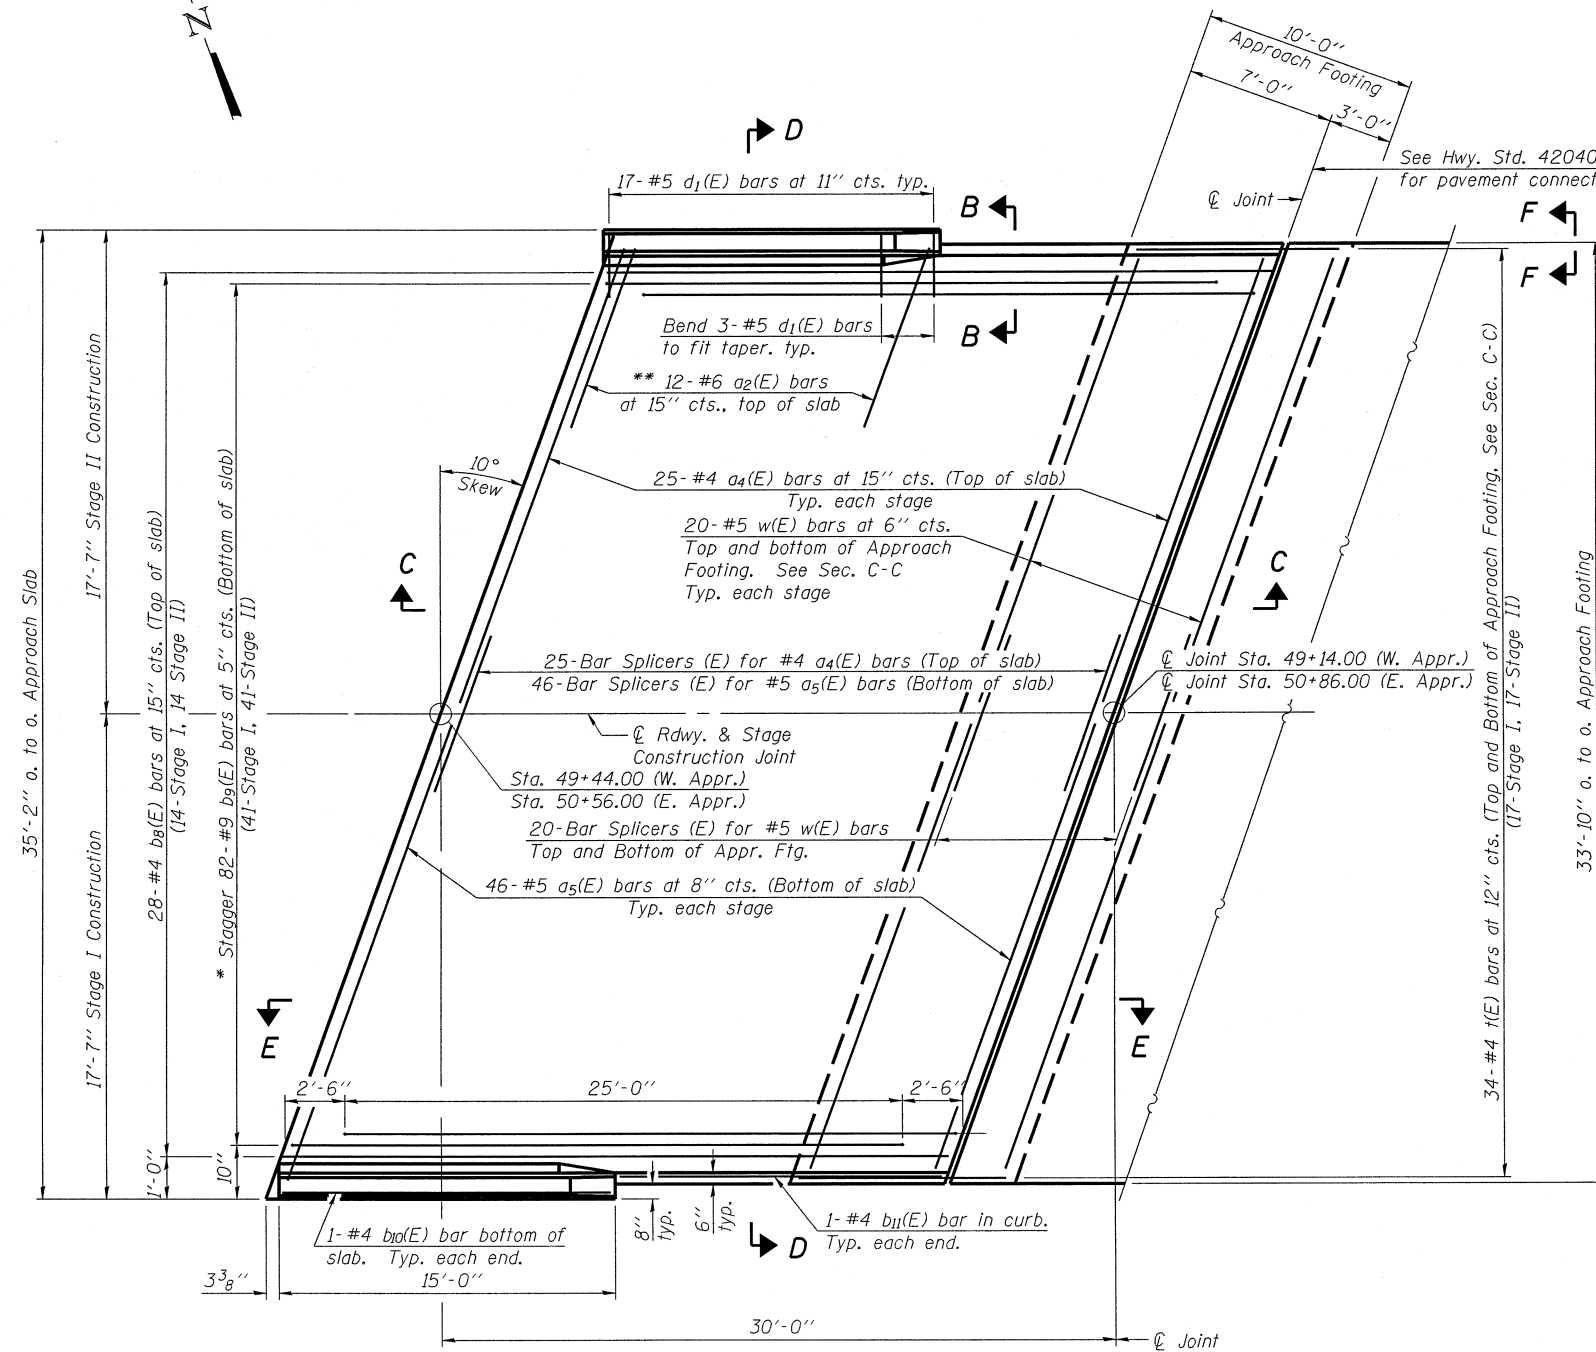 N
10'-0"
Approach Footing
7'-0"
3'-0"
D
17-#5 d1(E) bars at 11" cts. typ.
See Hwy. Std. 42040
for pavement connect
℄ Joint
B
F
F
B
Bend 3-#5 d1(E) bars
to fit taper. typ.
** 12-#6 a2(E) bars
at 15" cts., top of slab
10°
Skew
25-#4 a4(E) bars at 15" cts. (Top of slab)
Typ. each stage
20-#5 w(E) bars at 6" cts.
Top and bottom of Approach
Footing. See Sec. C-C
Typ. each stage
C
C
35'-2" o. to o. Approach Slab
17'-7" Stage II Construction
17'-7" Stage I Construction
28-#4 b8(E) bars at 15" cts. (Top of slab)
(14-Stage I, 14 Stage II)
* Stagger 82-#9 b9(E) bars at 5" cts. (Bottom of slab)
(41-Stage I, 41-Stage II)
25-Bar Splicers (E) for #4 a4(E) bars (Top of slab)
46-Bar Splicers (E) for #5 a5(E) bars (Bottom of slab)
℄ Joint Sta. 49+14.00 (W. Appr.)
℄ Joint Sta. 50+86.00 (E. Appr.)
℄ Rdwy. & Stage
Construction Joint
Sta. 49+44.00 (W. Appr.)
Sta. 50+56.00 (E. Appr.)
20-Bar Splicers (E) for #5 w(E) bars
Top and Bottom of Appr. Ftg.
46-#5 a5(E) bars at 8" cts. (Bottom of slab)
Typ. each stage
34-#4 t(E) bars at 12" cts. (Top and Bottom of Approach Footing. See Sec. C-C)
(17-Stage I, 17-Stage II)
33'-10" o. to o. Approach Footing
E
E
2'-6"
25'-0"
2'-6"
1'-0"
10"
8"
typ.
6"
typ.
1-#4 b10(E) bar bottom of
slab. Typ. each end.
D
1-#4 b11(E) bar in curb.
Typ. each end.
3 3/8"
15'-0"
30'-0"
℄ Joint